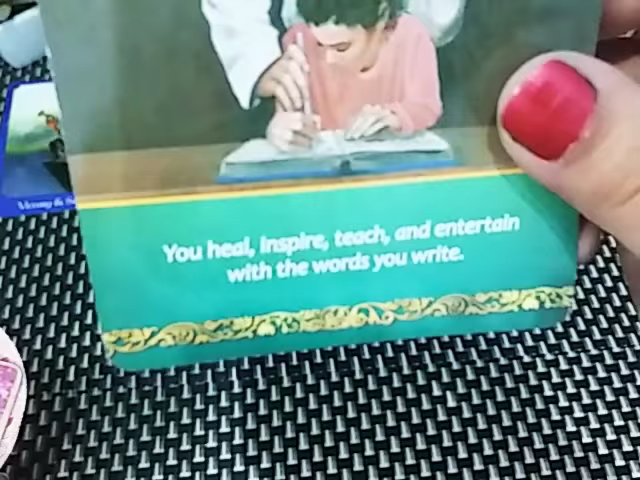 You heal, inspire, teach, and entertain
with the words you write.